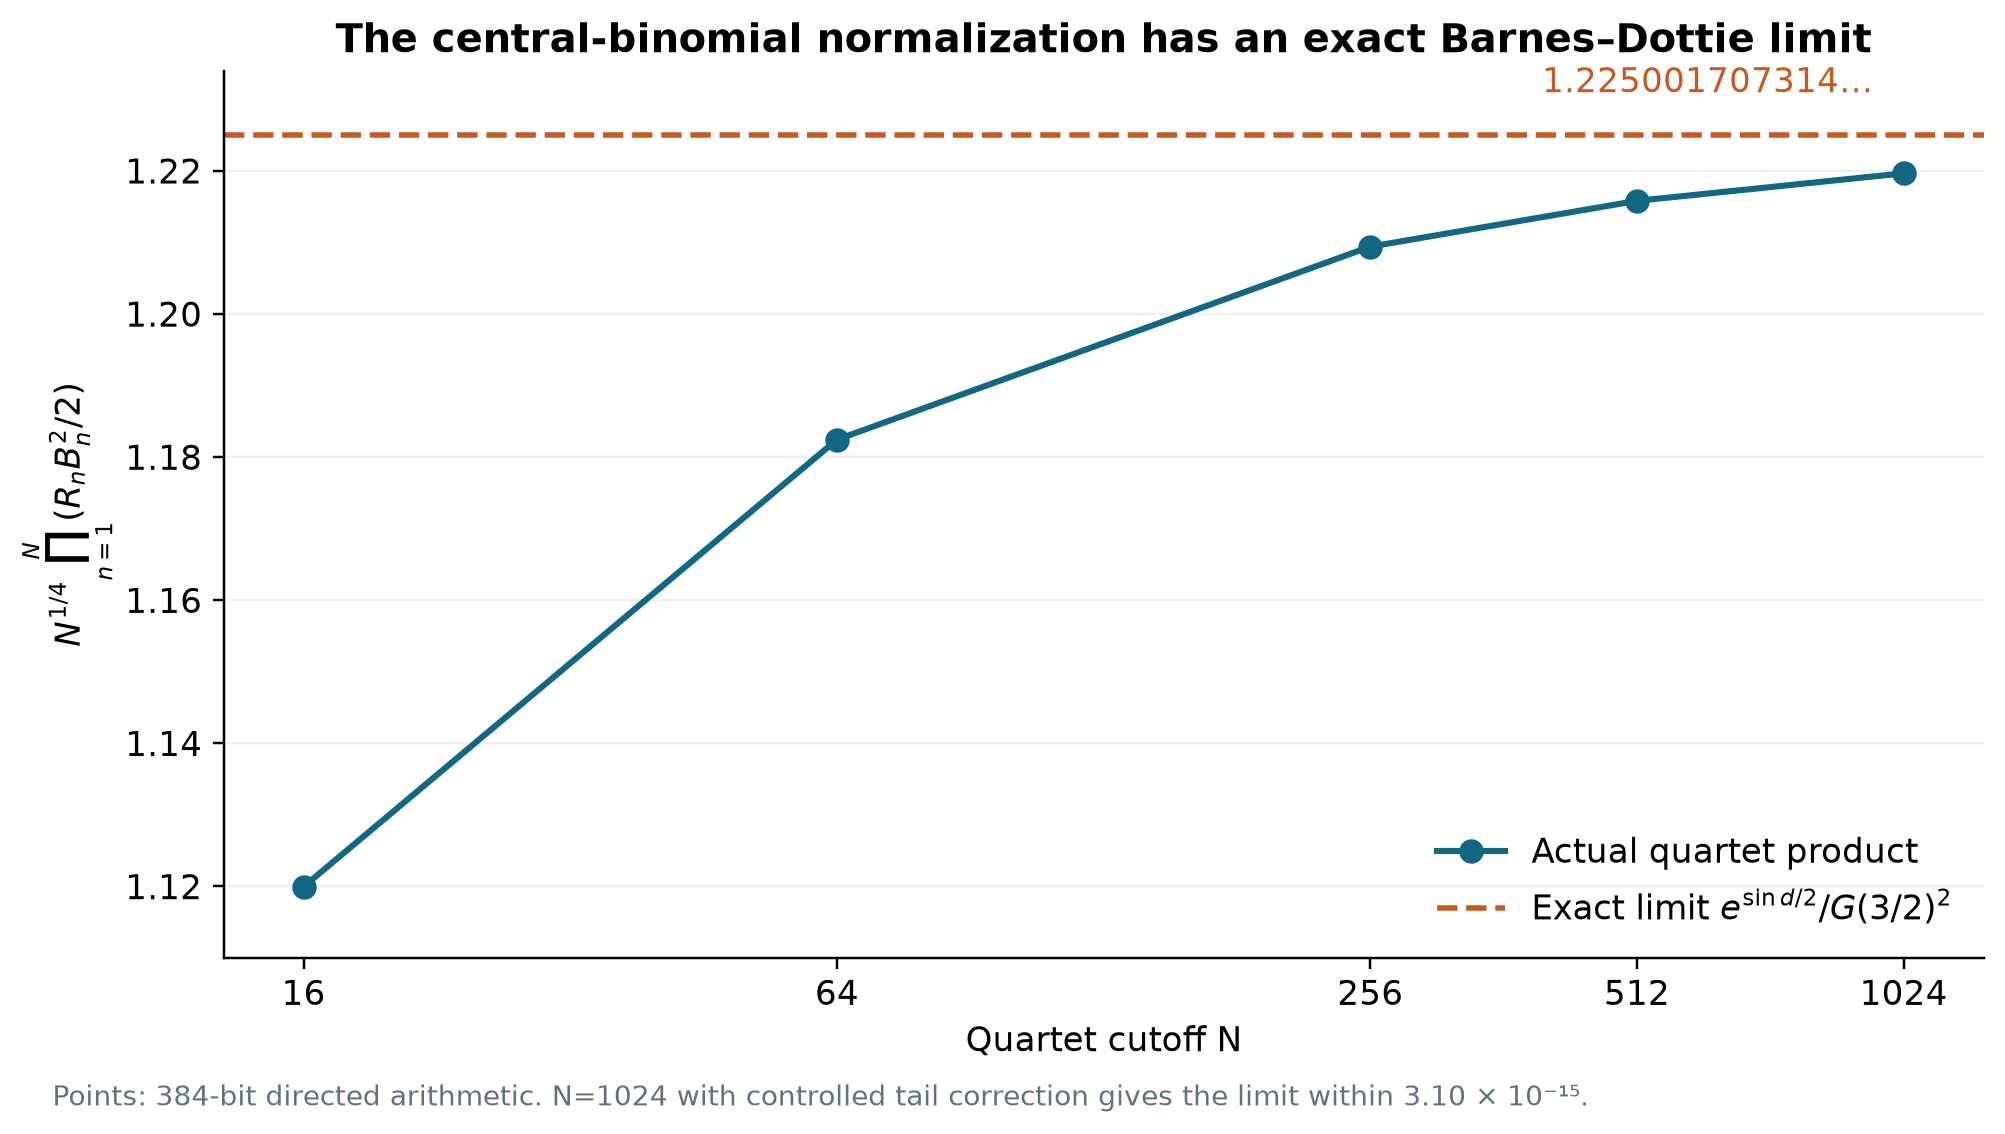 The central-binomial normalization has an exact Barnes–Dottie limit
1.225001707314...
1.22
1.20
1.18
1.16
1.14
1.12
N^{1/4} ∏_{n=1}^{N} (R_n B_n^2/2)
Actual quartet product
Exact limit e^{sin d/2}/G(3/2)^2
16 64 256 512 1024
Quartet cutoff N
Points: 384-bit directed arithmetic. N=1024 with controlled tail correction gives the limit within 3.10 × 10⁻¹⁵.